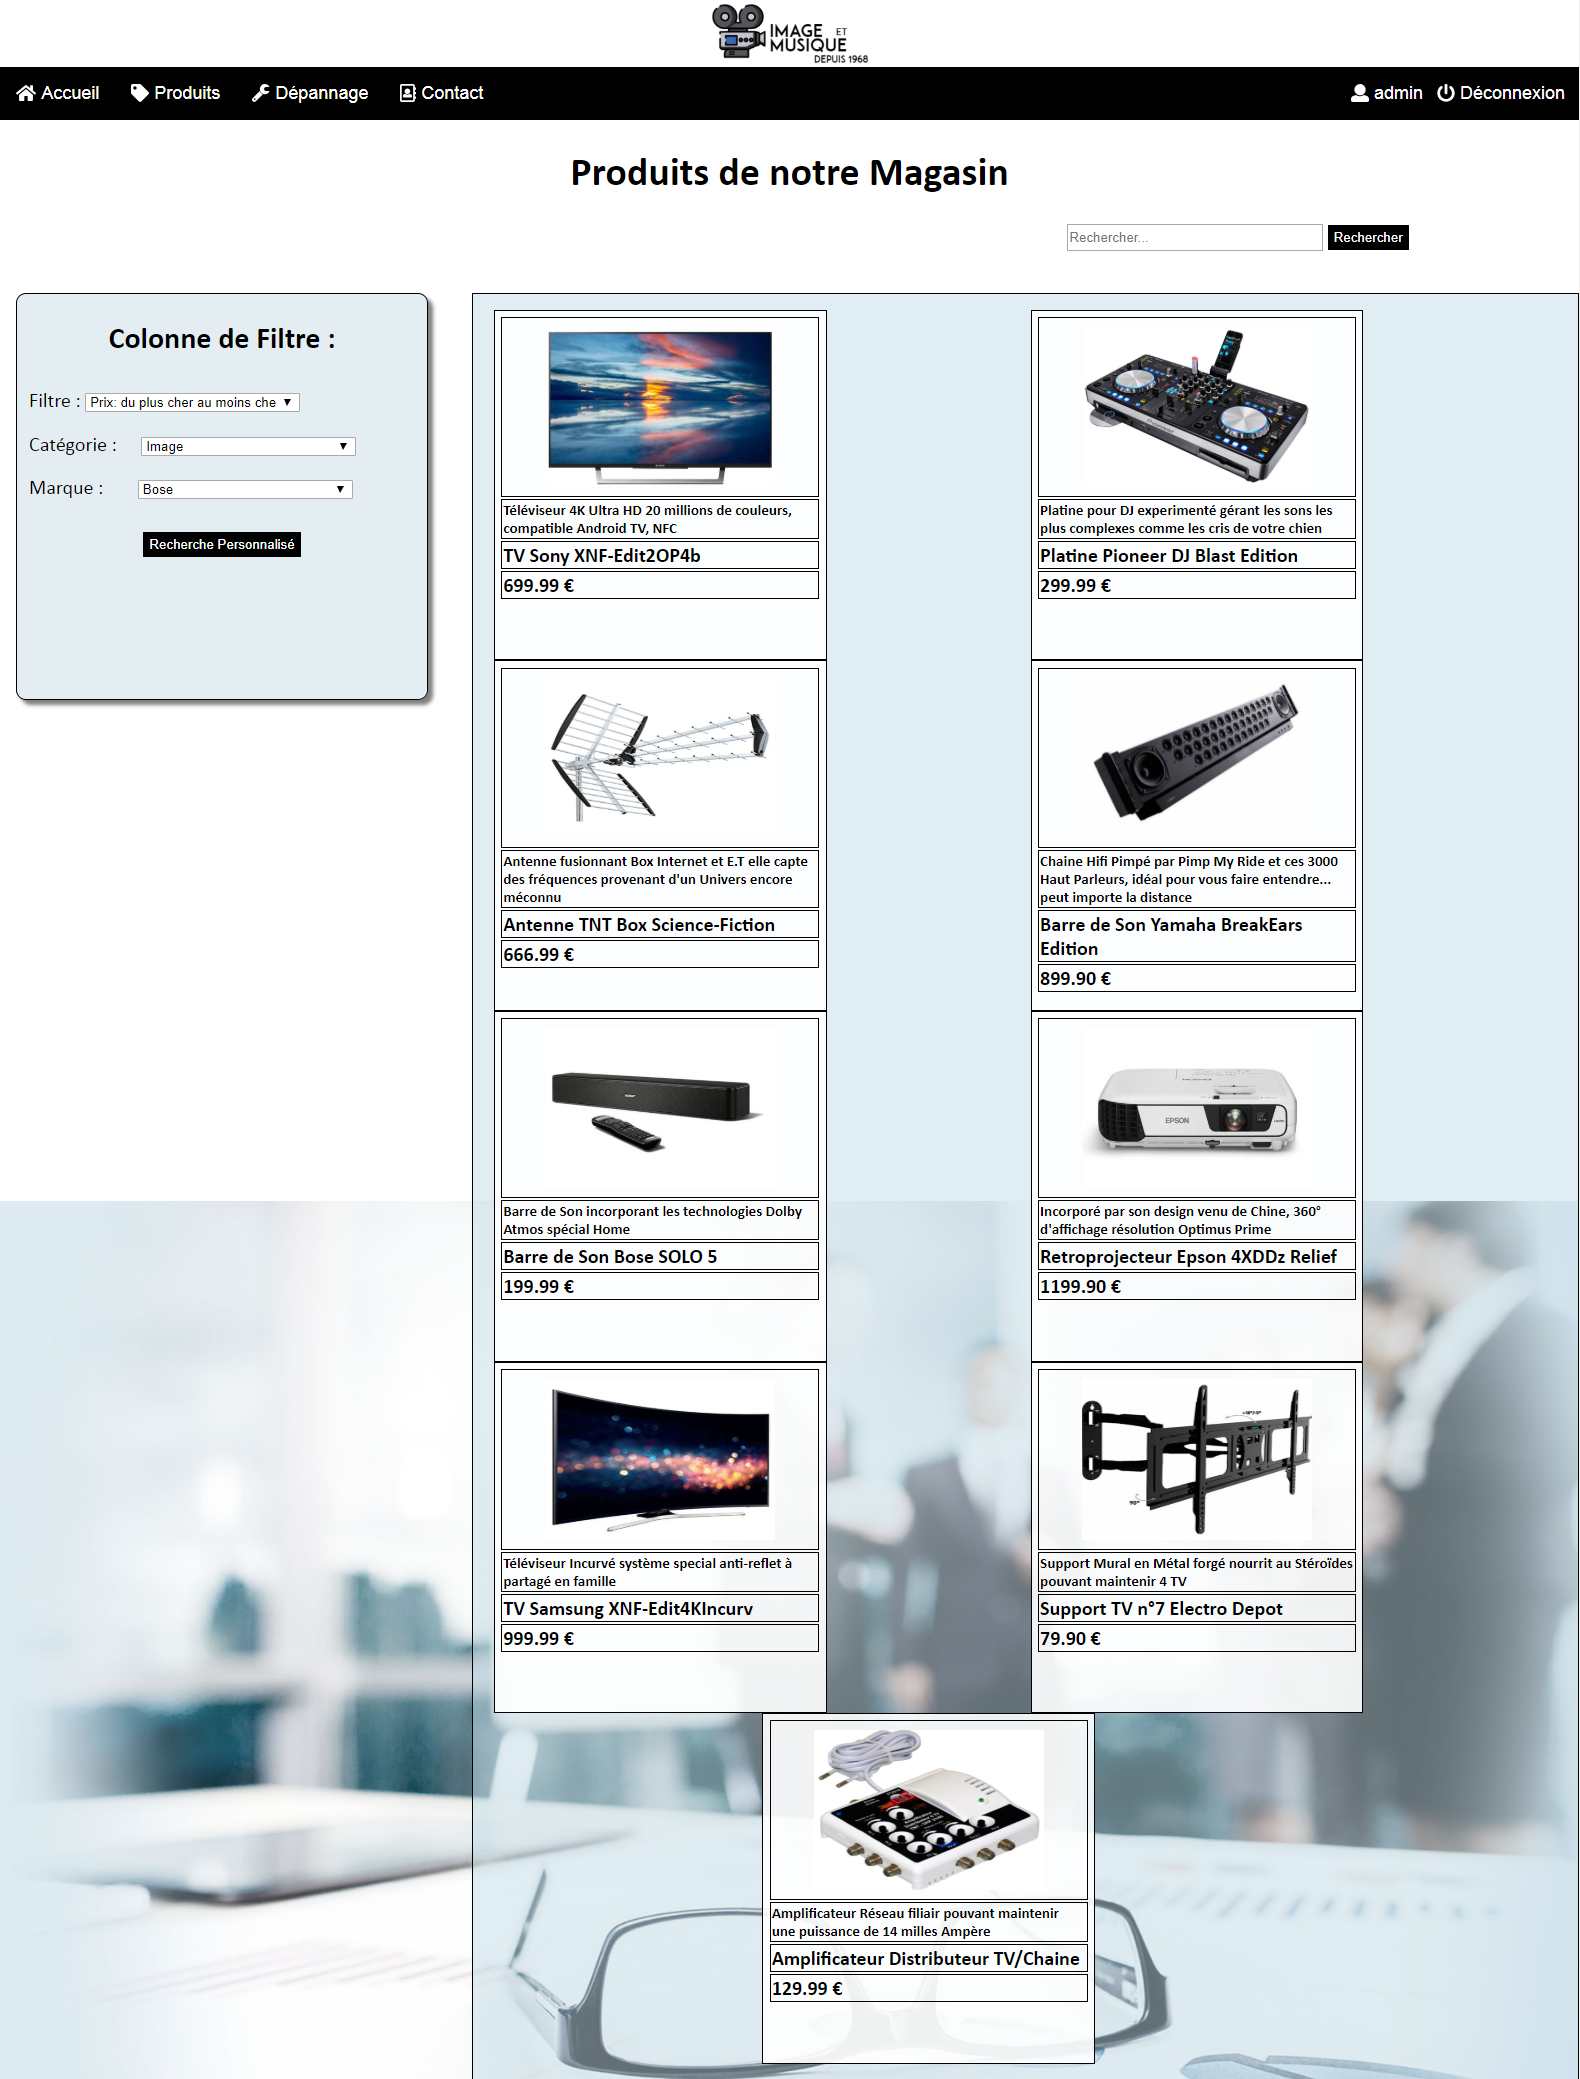 IMAGE ET
MUSIQUE
DEPUIS 1968
Accueil Produits Dépannage Contact admin Déconnexion
Produits de notre Magasin
Rechercher... Rechercher
Colonne de Filtre :
Filtre : Prix: du plus cher au moins che
Catégorie : Image
Marque : Bose
Recherche Personnalisé
Téléviseur 4K Ultra HD 20 millions de couleurs,
compatible Android TV, NFC
TV Sony XNF-Edit2OP4b
699.99 €
Platine pour DJ experimenté gérant les sons les
plus complexes comme les cris de votre chien
Platine Pioneer DJ Blast Edition
299.99 €
Antenne fusionnant Box Internet et E.T elle capte
des fréquences provenant d'un Univers encore
méconnu
Antenne TNT Box Science-Fiction
666.99 €
Chaine Hifi Pimpé par Pimp My Ride et ces 3000
Haut Parleurs, idéal pour vous faire entendre...
peut importe la distance
Barre de Son Yamaha BreakEars
Edition
899.90 €
Barre de Son incorporant les technologies Dolby
Atmos spécial Home
Barre de Son Bose SOLO 5
199.99 €
EPSON
Incorporé par son design venu de Chine, 360°
d'affichage résolution Optimus Prime
Retroprojecteur Epson 4XDDz Relief
1199.90 €
Téléviseur Incurvé système special anti-reflet à
partagé en famille
TV Samsung XNF-Edit4KIncurv
999.99 €
90°
Support Mural en Métal forgé nourrit au Stéroïdes
pouvant maintenir 4 TV
Support TV n°7 Electro Depot
79.90 €
Amplificateur Réseau filiair pouvant maintenir
une puissance de 14 milles Ampère
Amplificateur Distributeur TV/Chaine
129.99 €